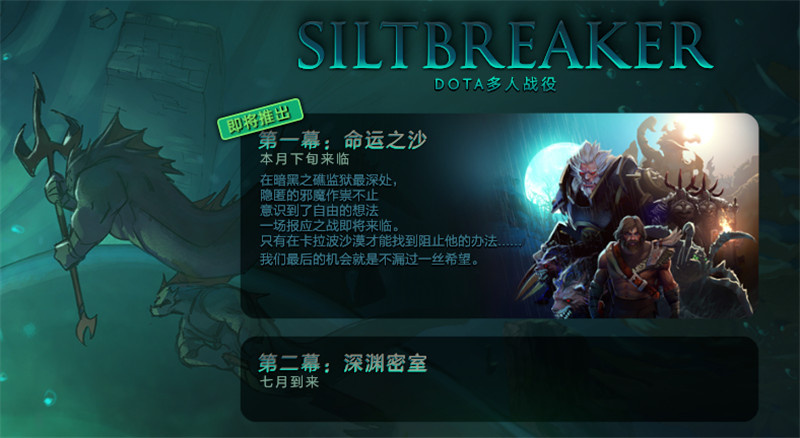 SILTBREAKER
DOTA多人战役
即将推出
第一幕：命运之沙
本月下旬来临
在暗黑之礁监狱最深处，
隐匿的邪魔作祟不止
意识到了自由的想法
一场报应之战即将来临。
只有在卡拉波沙漠才能找到阻止他的办法......
我们最后的机会就是不漏过一丝希望。
第二幕：深渊密室
七月到来